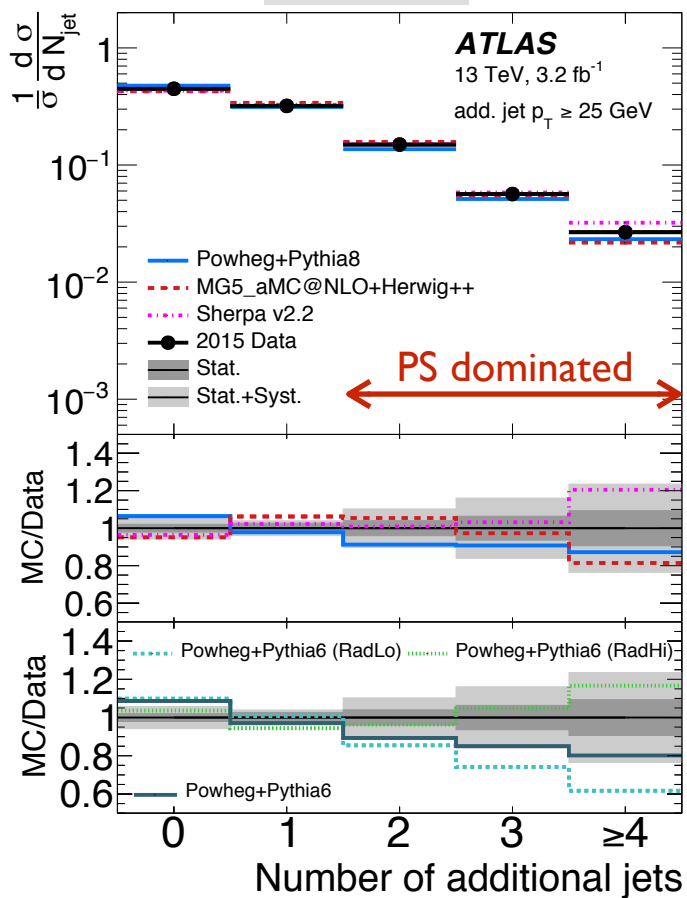 1/σ dσ/dN_jet
1
10⁻¹
10⁻²
10⁻³
ATLAS
13 TeV, 3.2 fb⁻¹
add. jet p_T ≥ 25 GeV
Powheg+Pythia8
MG5_aMC@NLO+Herwig++
Sherpa v2.2
2015 Data
Stat.
Stat.+Syst.
PS dominated
MC/Data
1.4
1.2
1
0.8
0.6
MC/Data
1.4
1.2
1
0.8
0.6
Powheg+Pythia6 (RadLo) Powheg+Pythia6 (RadHi)
Powheg+Pythia6
0 1 2 3 ≥4
Number of additional jets